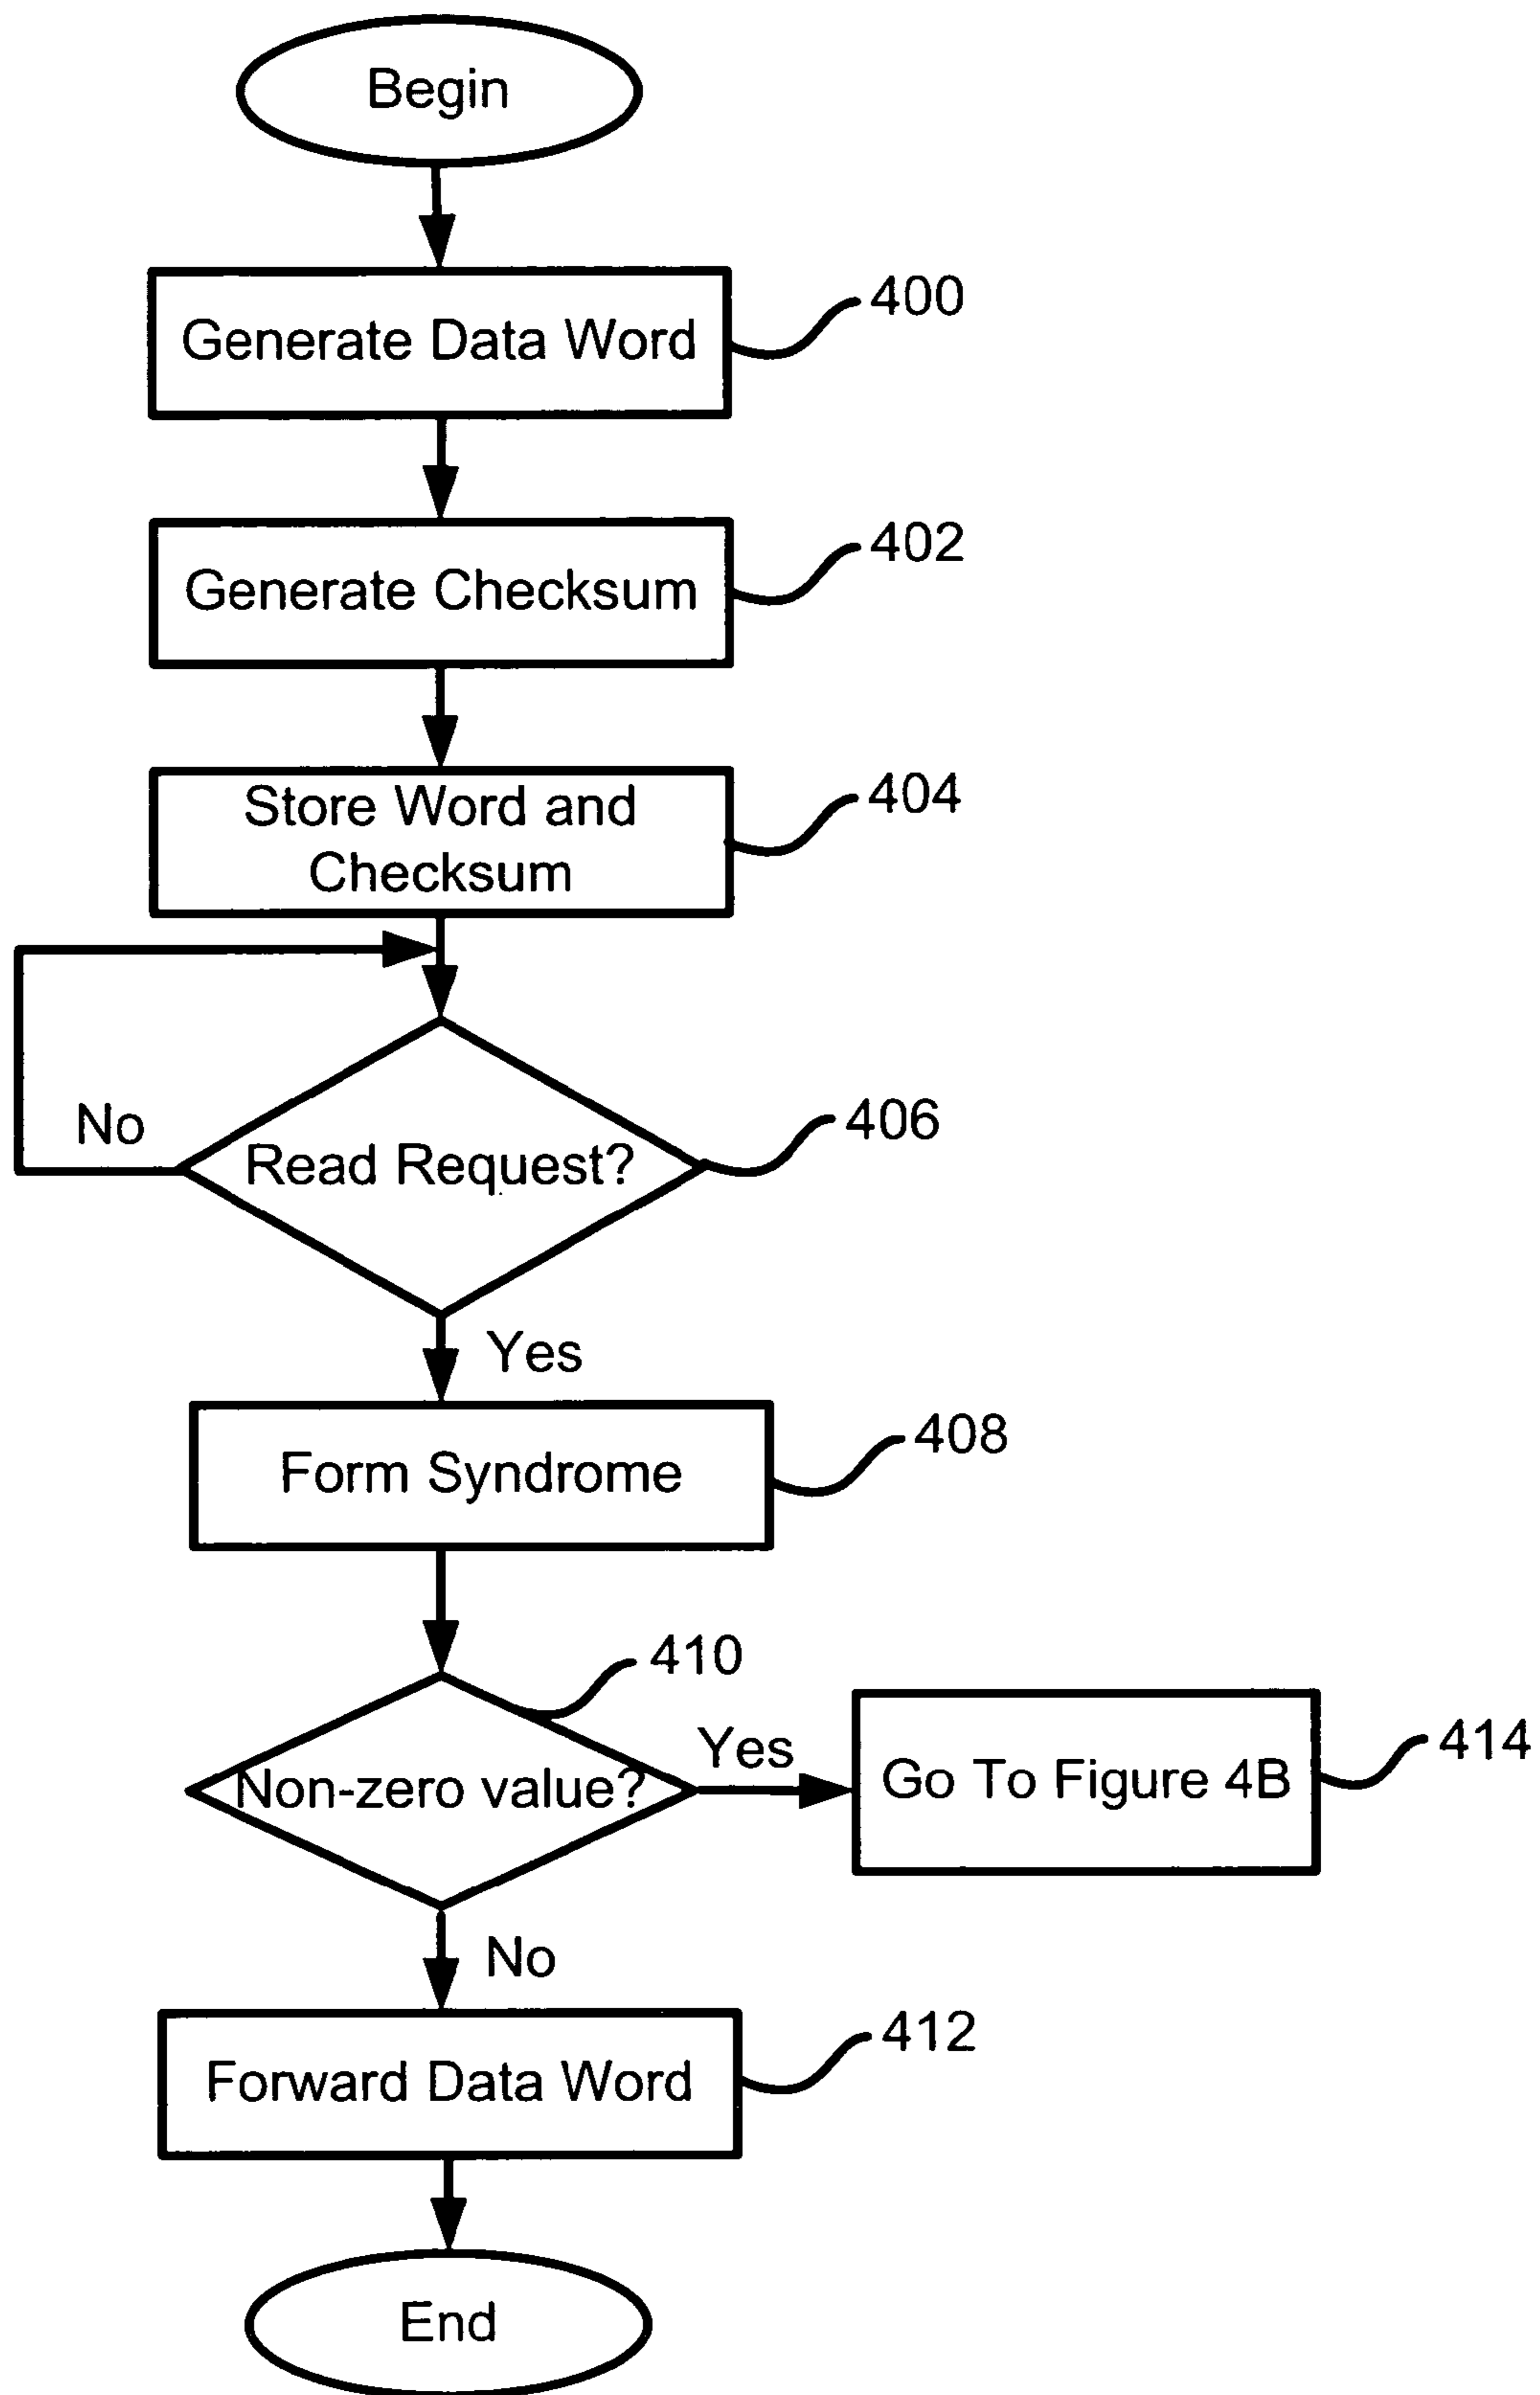 Begin
Generate Data Word
400
Generate Checksum
402
Store Word and
Checksum
404
No
Read Request?
406
Yes
Form Syndrome
408
410
Non-zero value?
Yes
Go To Figure 4B
414
No
Forward Data Word
412
End